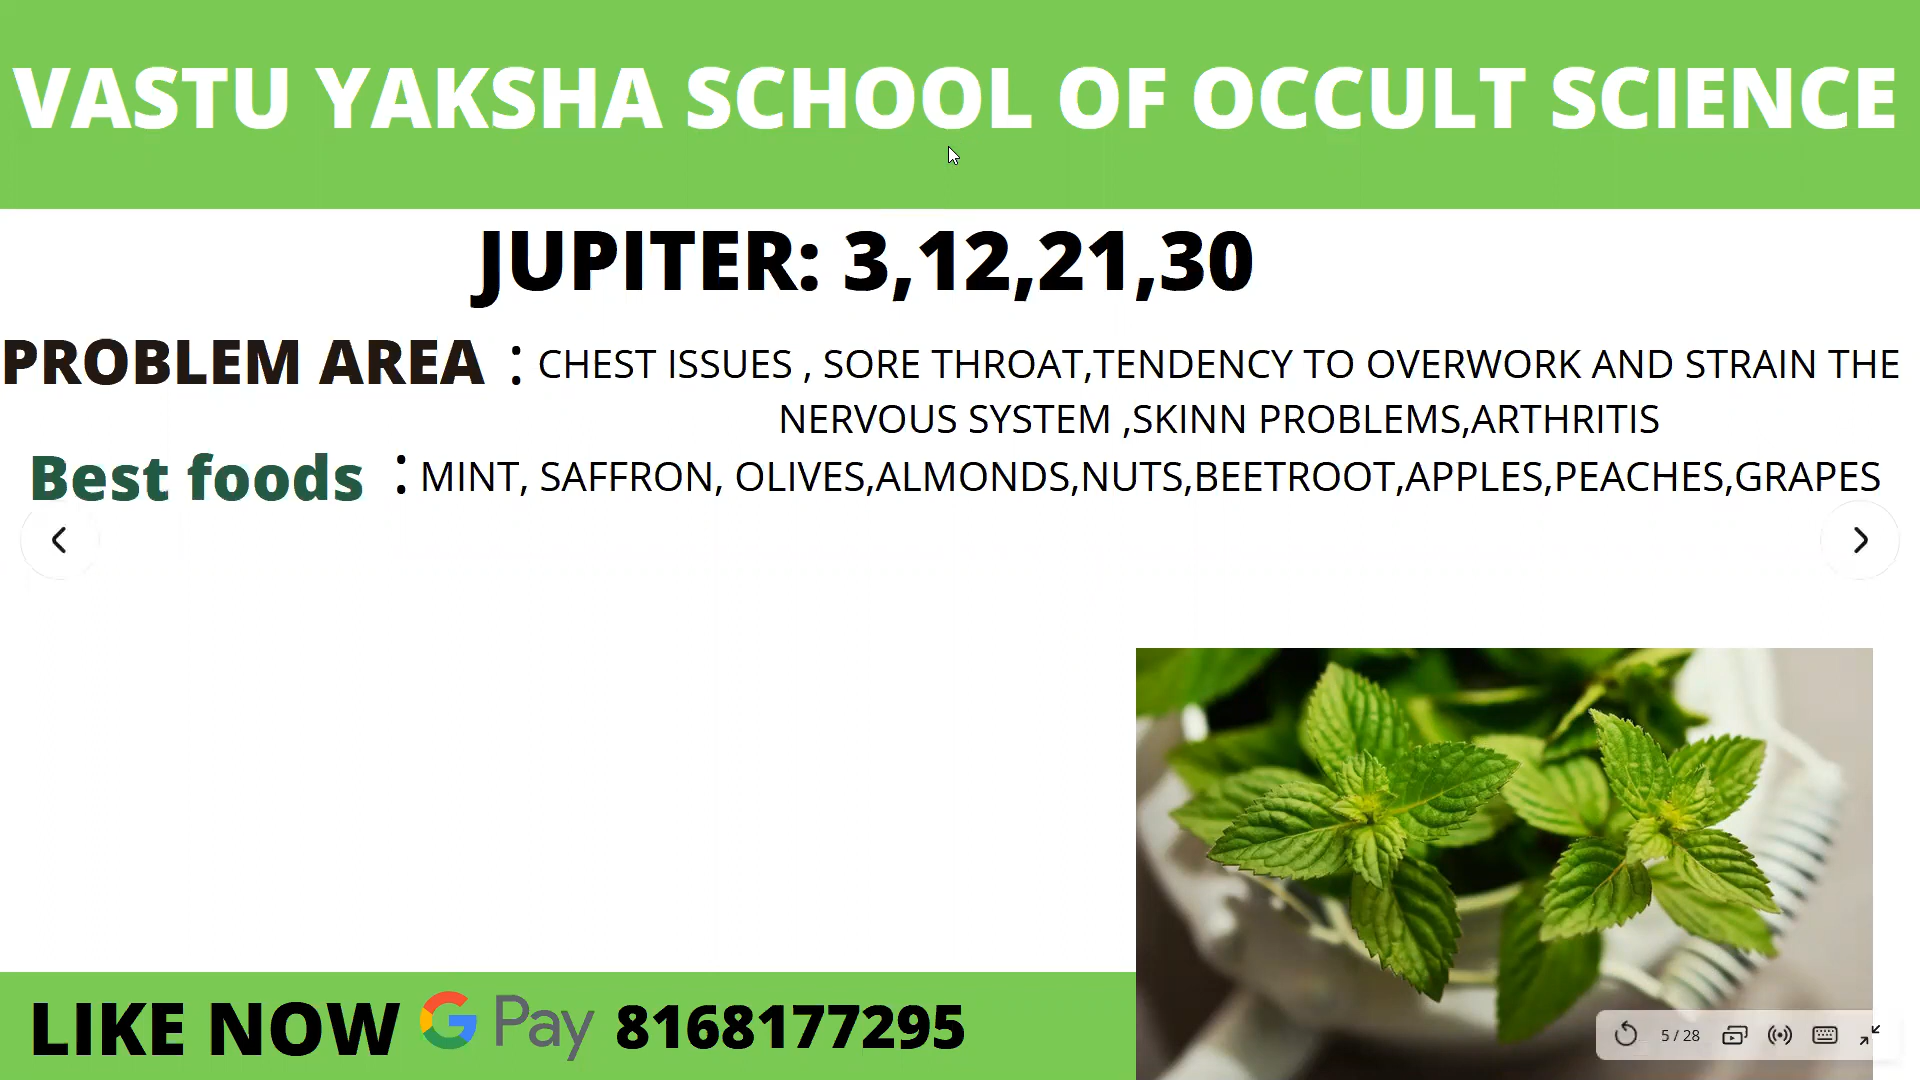 VASTU YAKSHA SCHOOL OF OCCULT SCIENCE
JUPITER: 3,12,21,30
PROBLEM AREA : CHEST ISSUES , SORE THROAT,TENDENCY TO OVERWORK AND STRAIN THE
NERVOUS SYSTEM ,SKINN PROBLEMS,ARTHRITIS
Best foods : MINT, SAFFRON, OLIVES,ALMONDS,NUTS,BEETROOT,APPLES,PEACHES,GRAPES
LIKE NOW G Pay 8168177295
5 / 28